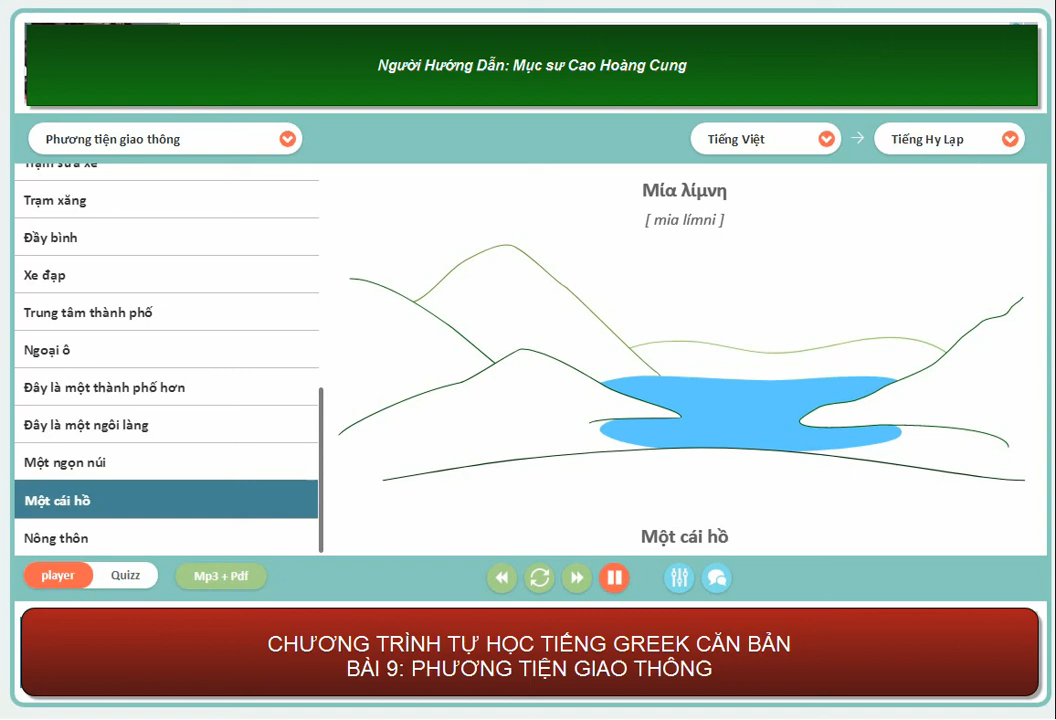 Người Hướng Dẫn: Mục sư Cao Hoàng Cung
Phương tiện giao thông
Tiếng Việt
Tiếng Hy Lạp
Trạm sửa xe
Trạm xăng
Đầy bình
Xe đạp
Trung tâm thành phố
Ngoại ô
Đây là một thành phố hơn
Đây là một ngôi làng
Một ngọn núi
Một cái hồ
Nông thôn
Μία λίμνη
[ mia límni ]
Một cái hồ
player
Quizz
Mp3 + Pdf
CHƯƠNG TRÌNH TỰ HỌC TIẾNG GREEK CĂN BẢN
BÀI 9: PHƯƠNG TIỆN GIAO THÔNG